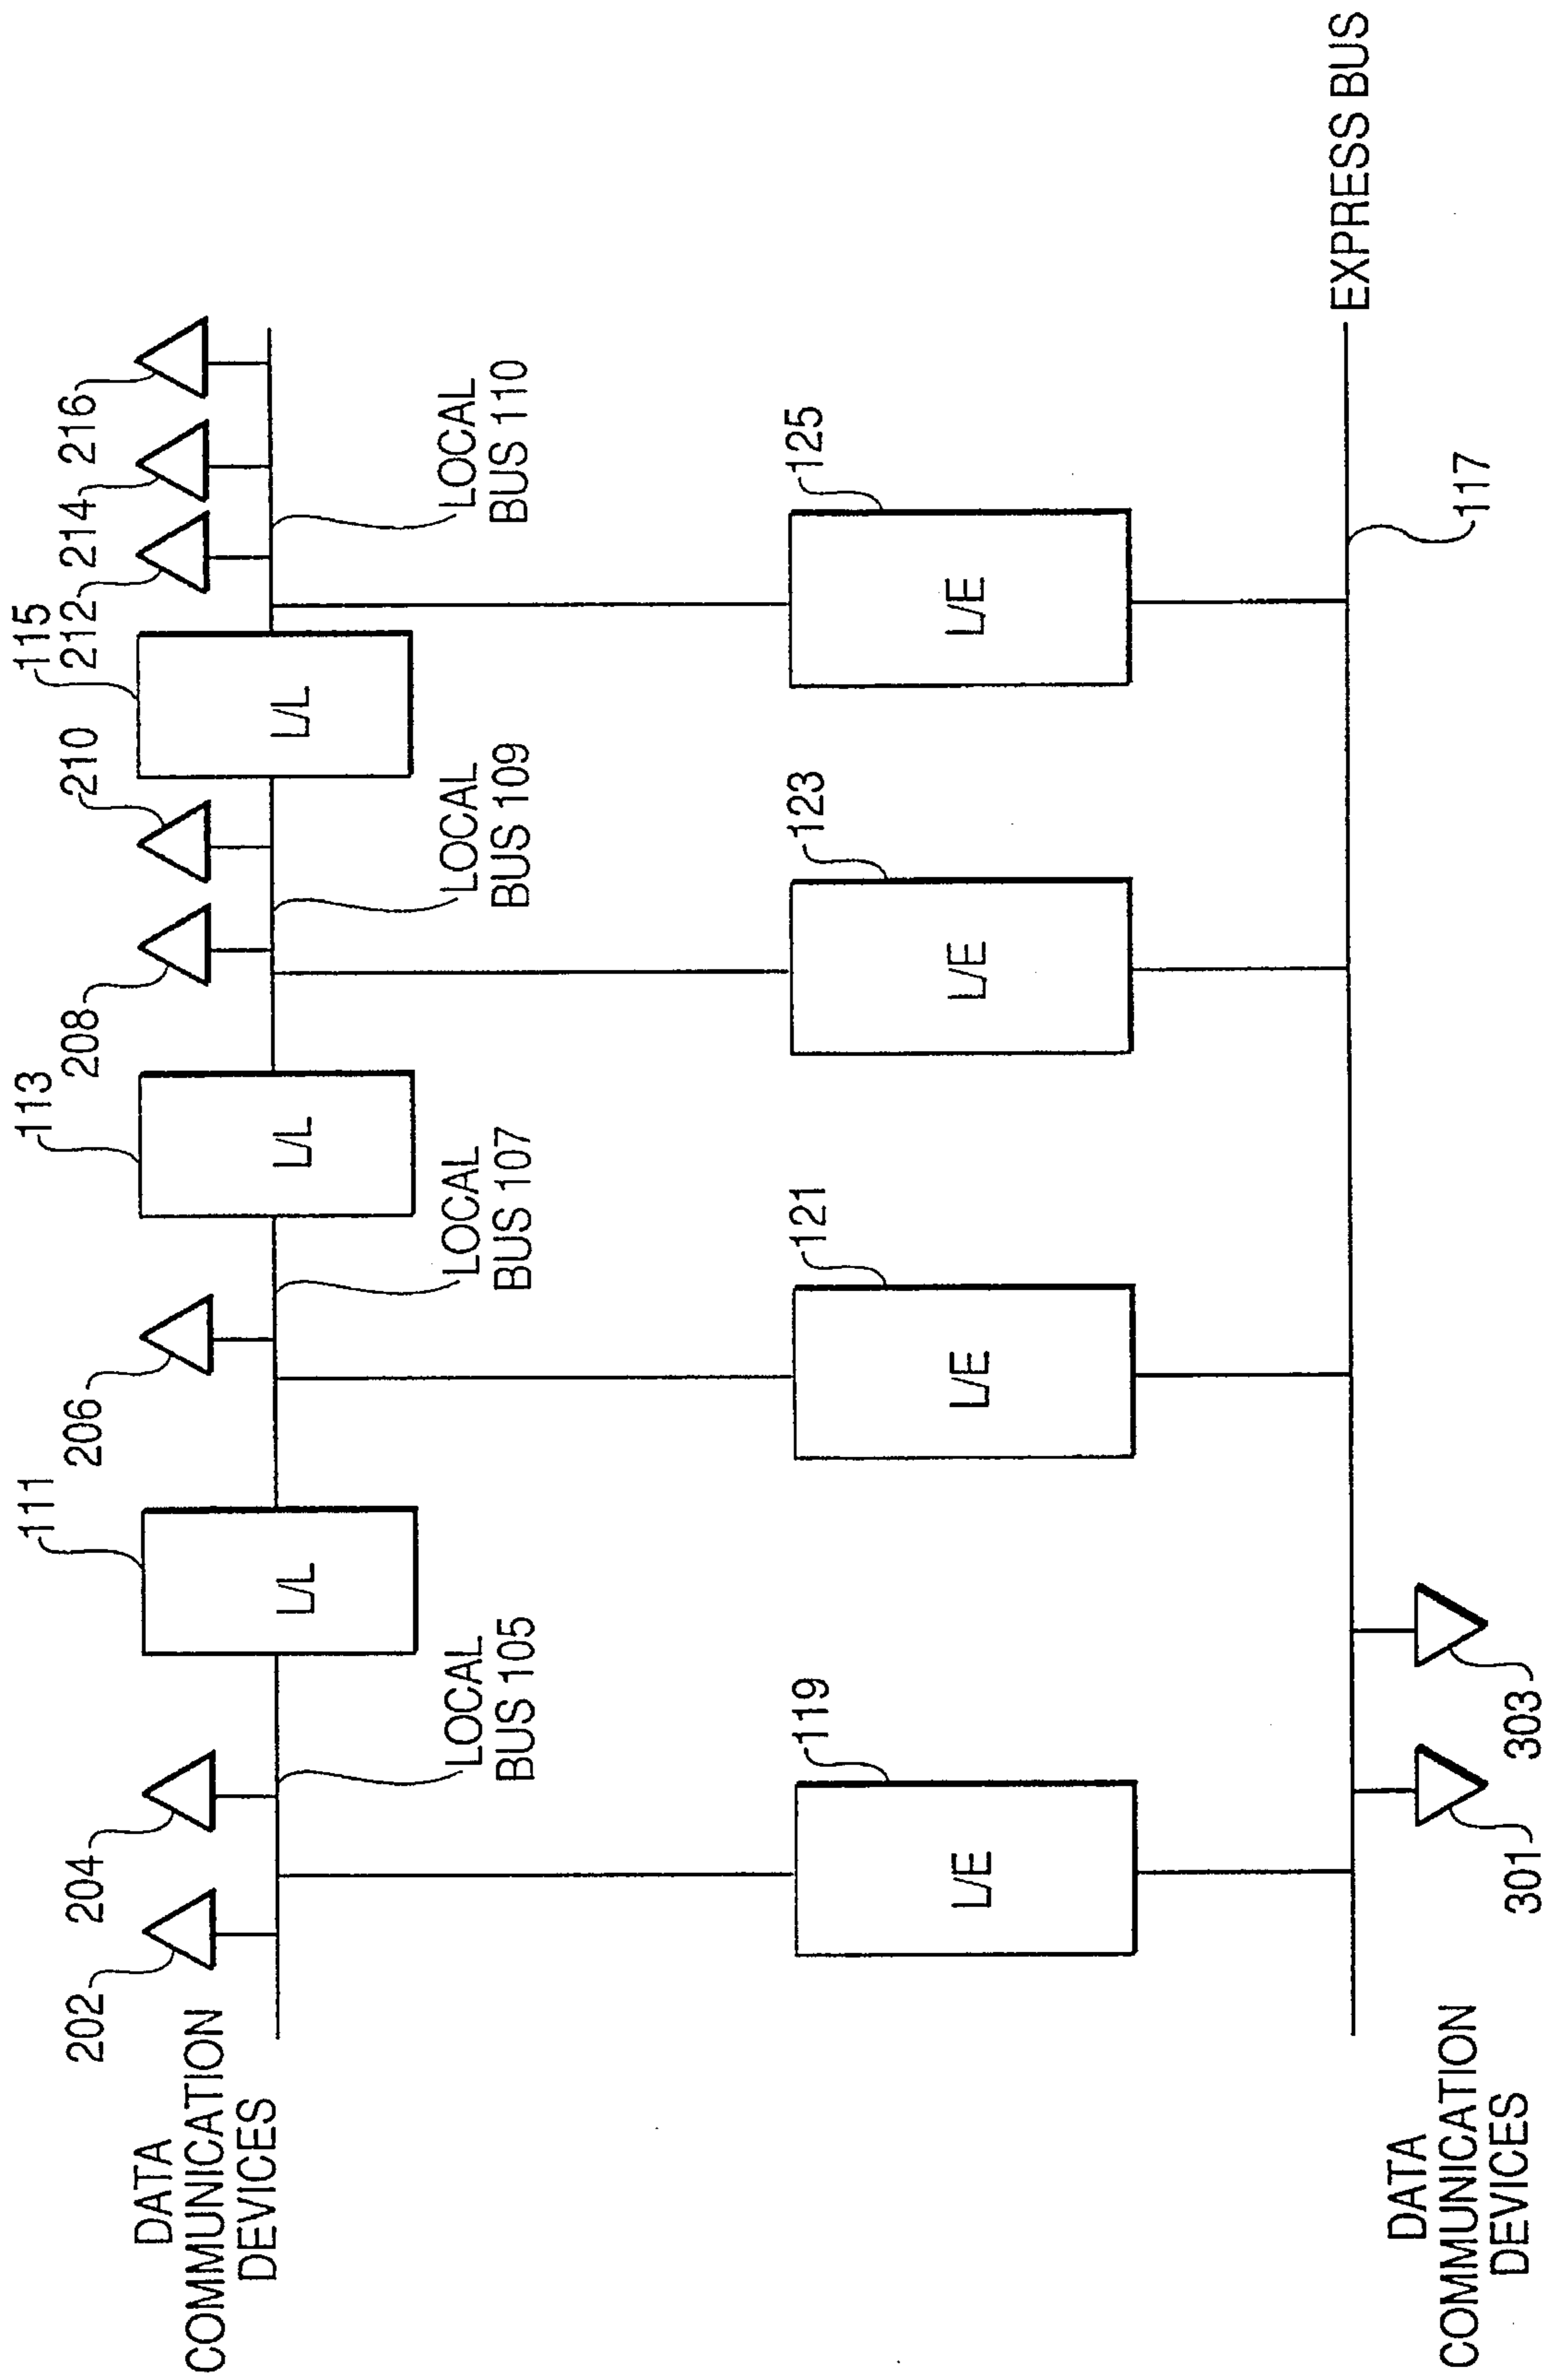 DATA
COMMUNICATION
DEVICES
202
204
111
206
113
208
210
115
212
214
216
L/L
L/L
L/L
LOCAL
BUS 105
LOCAL
BUS 107
LOCAL
BUS 109
LOCAL
BUS 110
119
121
123
125
L/E
L/E
L/E
L/E
EXPRESS BUS
117
DATA
COMMUNICATION
DEVICES
301
303